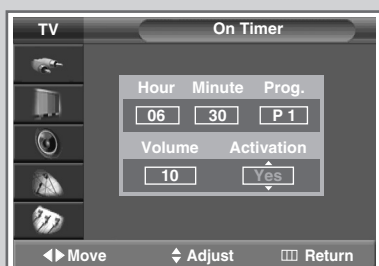 TV On Timer
Hour Minute Prog.
06 30 P 1
Volume Activation
10 Yes
Move Adjust Return